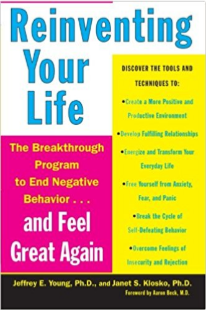 Reinventing
Your
Life
The Breakthrough
Program
to End Negative
Behavior . . .
and Feel
Great Again
DISCOVER THE TOOLS AND
TECHNIQUES TO:
•Create a More Positive and
Productive Environment
•Develop Fulfilling Relationships
•Energize and Transform Your
Everyday Life
•Free Yourself from Anxiety,
Fear, and Panic
•Break the Cycle of
Self-Defeating Behavior
•Overcome Feelings of
Insecurity and Rejection
Jeffrey E. Young, Ph.D., and Janet S. Klosko, Ph.D.
Foreword by Aaron Beck, M.D.